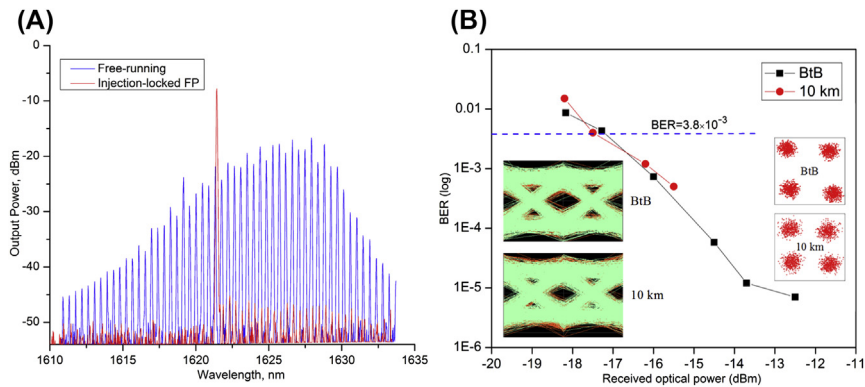 (A)
0
-10
-20
-30
-40
-50
Output Power, dBm
Free-running
Injection-locked FP
1610
1615
1620
1625
1630
1635
Wavelength, nm
(B)
0.1
0.01
1E-3
1E-4
1E-5
1E-6
BER (log)
BtB
10 km
BER=3.8×10⁻³
BtB
10 km
BtB
10 km
-20
-19
-18
-17
-16
-15
-14
-13
-12
-11
Received optical power (dBm)